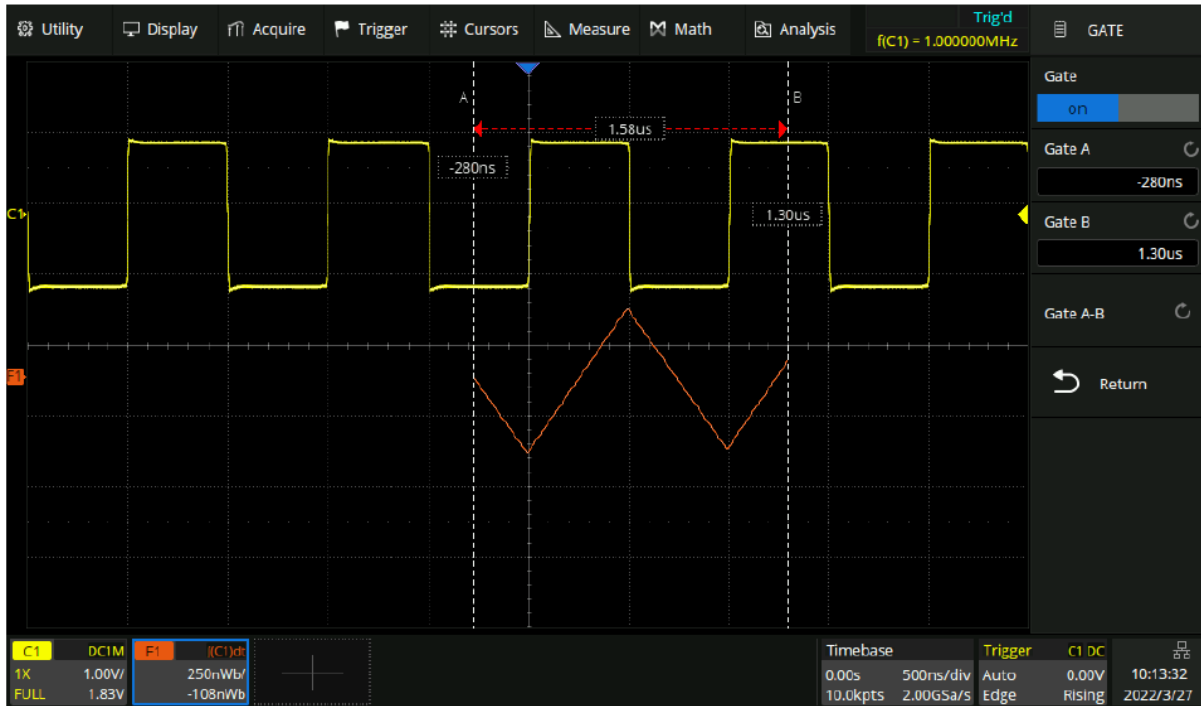 Utility Display Acquire Trigger Cursors Measure Math Analysis
Trig'd
f(C1) = 1.000000MHz
GATE
Gate
on
Gate A
-280ns
Gate B
1.30us
Gate A-B
Return
A
B
1.58us
-280ns
1.30us
C1
F1
C1 DC1M
1X 1.00V/
FULL 1.83V
F1 ∫(C1)dt
250nWb/
-108nWb
Timebase
0.00s 500ns/div
10.0kpts 2.00GSa/s
Trigger C1 DC
Auto 0.00V
Edge Rising
10:13:32
2022/3/27